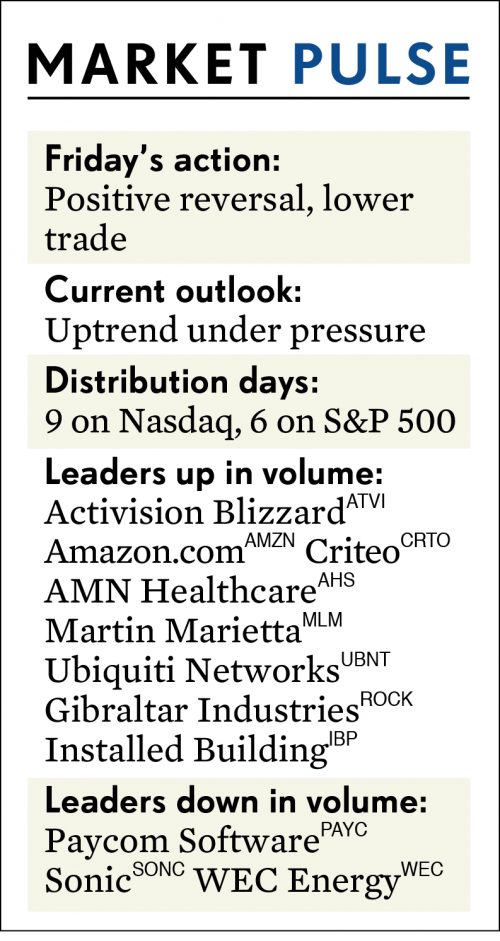 MARKET PULSE
Friday’s action:
Positive reversal, lower
trade
Current outlook:
Uptrend under pressure
Distribution days:
9 on Nasdaq, 6 on S&P 500
Leaders up in volume:
Activision Blizzard ATVI
Amazon.com AMZN Criteo CRTO
AMN Healthcare AHS
Martin Marietta MLM
Ubiquiti Networks UBNT
Gibraltar Industries ROCK
Installed Building IBP
Leaders down in volume:
Paycom Software PAYC
Sonic SONC WEC Energy WEC